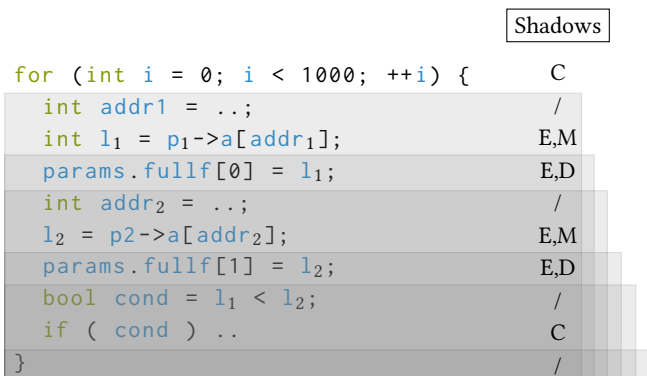 Shadows
for (int i = 0; i < 1000; ++i) { C
int addr1 = ..; /
int l₁ = p₁->a[addr₁]; E,M
params.fullf[0] = l₁; E,D
int addr₂ = ..; /
l₂ = p2->a[addr₂]; E,M
params.fullf[1] = l₂; E,D
bool cond = l₁ < l₂; /
if ( cond ) .. C
} /